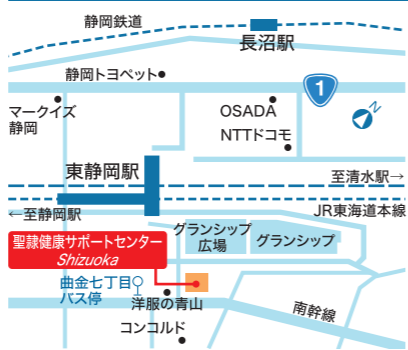 静岡鉄道
長沼駅
静岡トヨペット
1
マークイズ
静岡
OSADA
NTTドコモ
N
東静岡駅
至清水駅→
←至静岡駅
JR東海道本線
グランシップ
広場
グランシップ
聖隷健康サポートセンター
Shizuoka
曲金七丁目
バス停
洋服の青山
コンコルド
南幹線